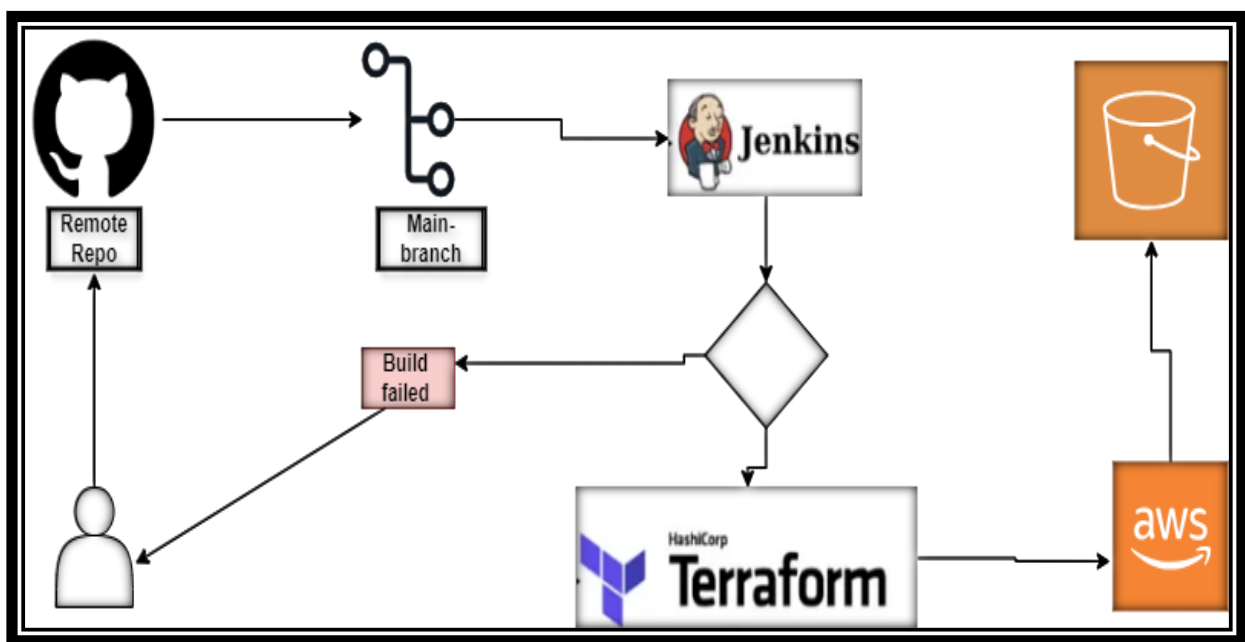 Remote
Repo
Main-
branch
Jenkins
Build
failed
HashiCorp
Terraform
aws